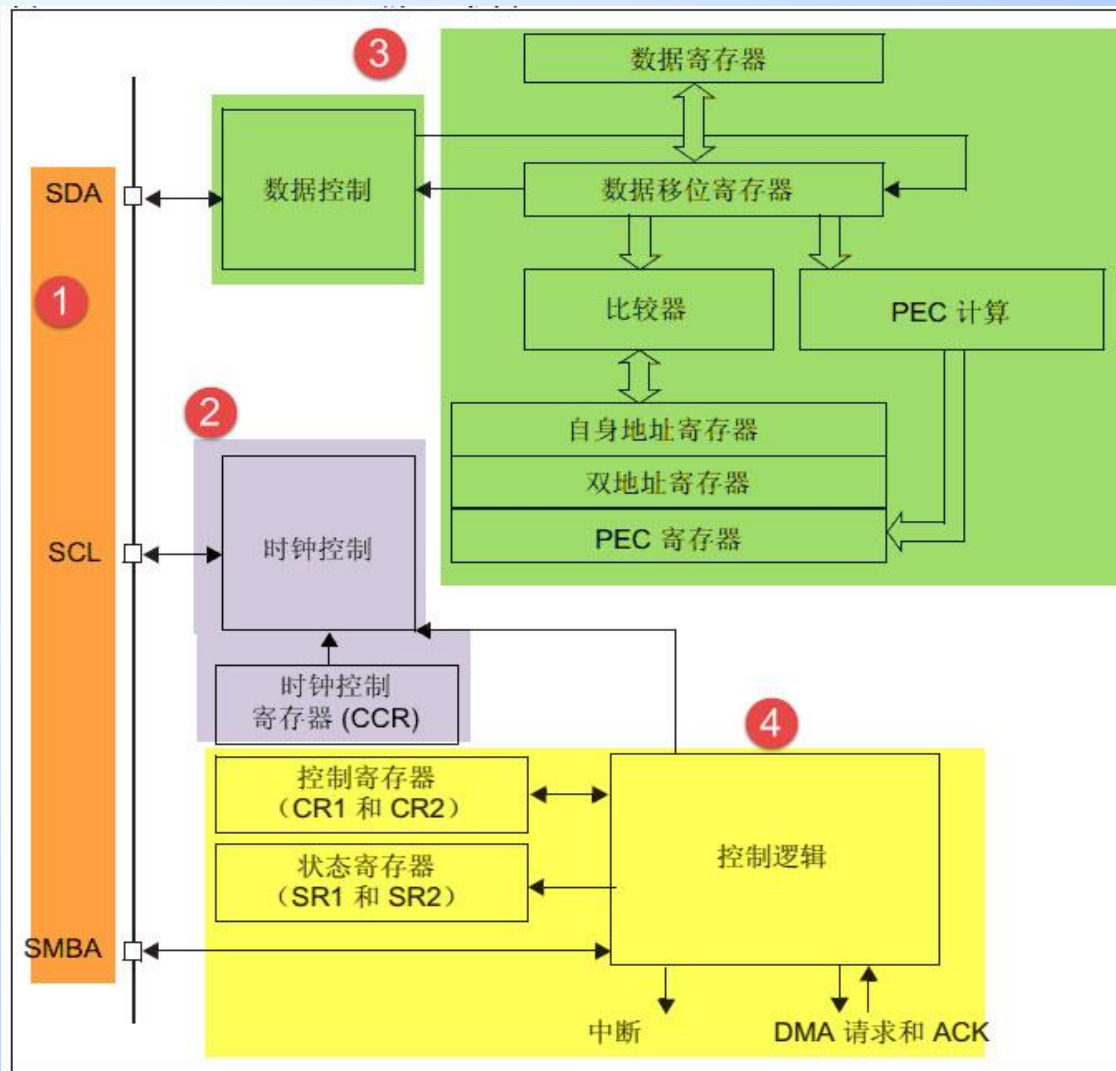 3
数据寄存器
SDA
数据控制
数据移位寄存器
1
比较器
PEC 计算
2
自身地址寄存器
双地址寄存器
PEC 寄存器
SCL
时钟控制
时钟控制
寄存器 (CCR)
4
控制寄存器
（CR1 和 CR2）
控制逻辑
状态寄存器
（SR1 和 SR2）
SMBA
中断
DMA 请求和 ACK